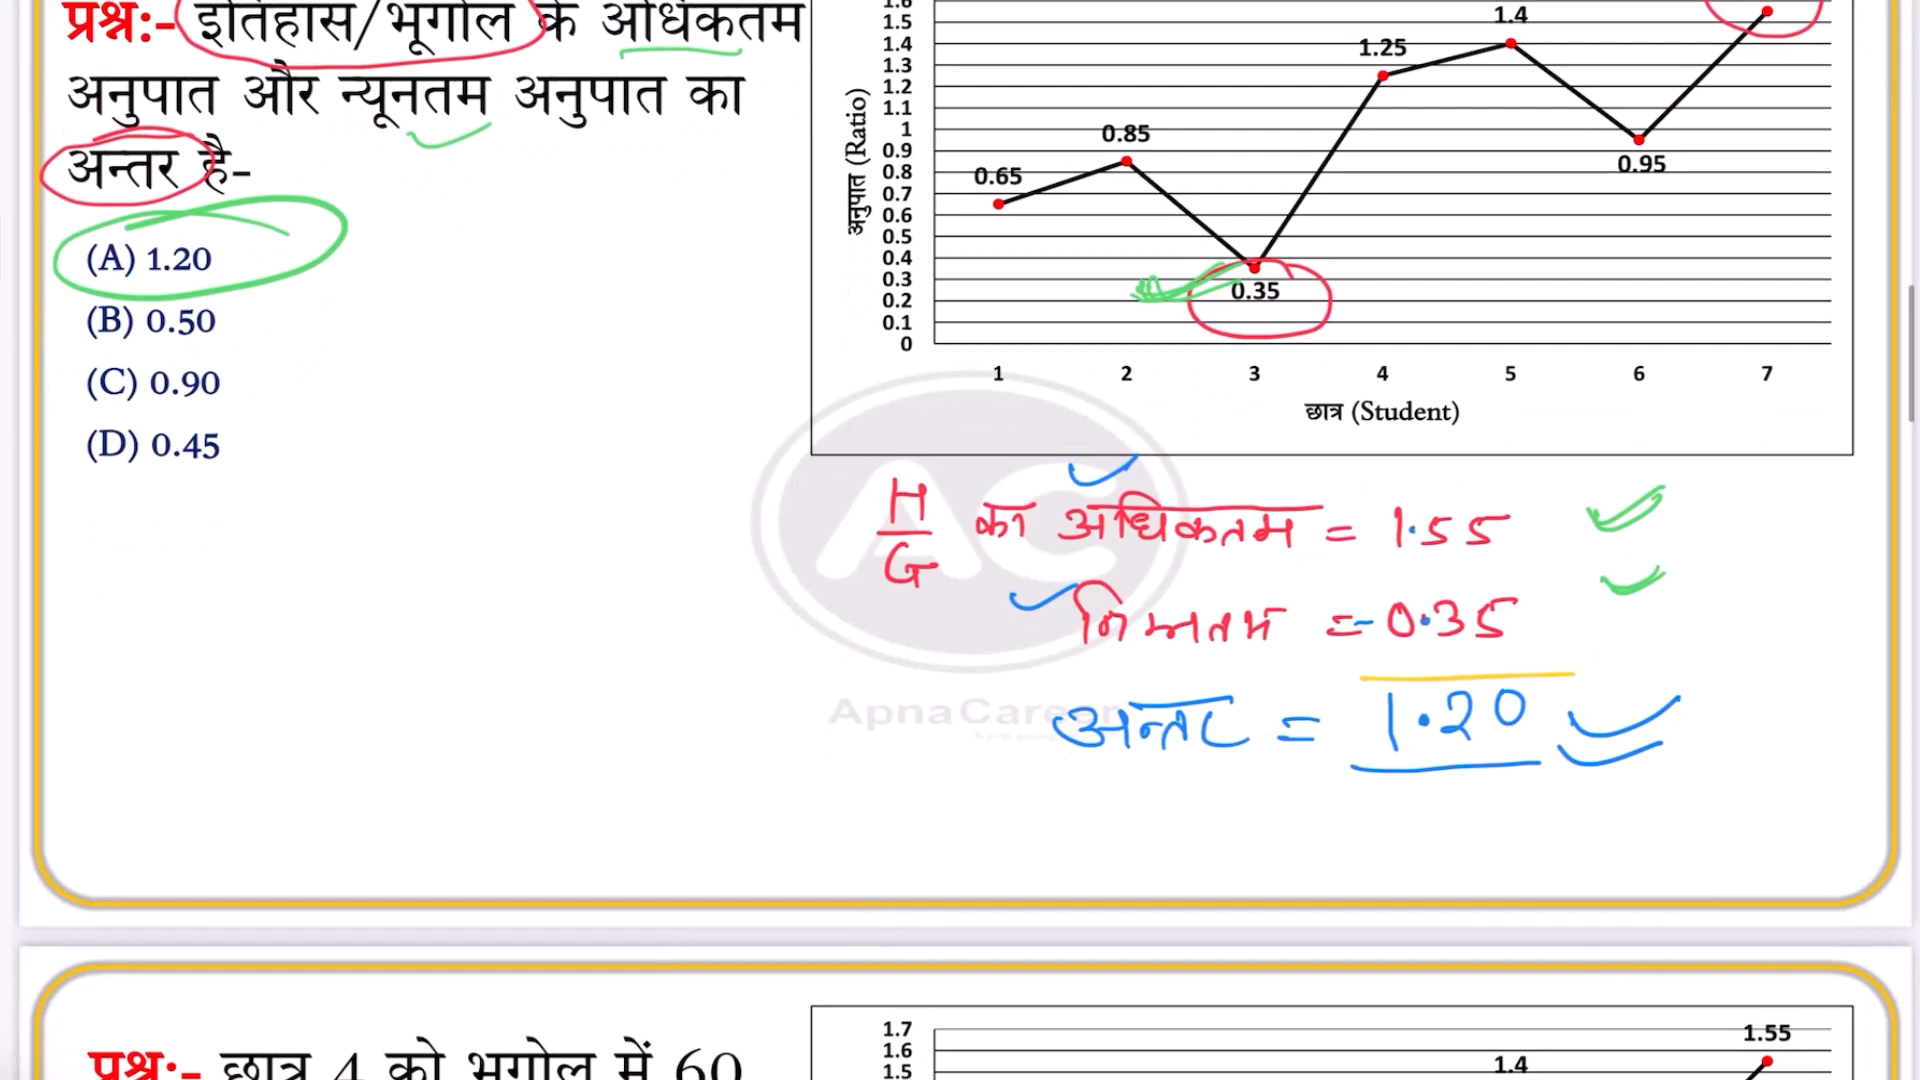 प्रश्न:- इतिहास/भूगोल के अधिकतम
अनुपात और न्यूनतम अनुपात का
अन्तर है-
(A) 1.20
(B) 0.50
(C) 0.90
(D) 0.45
अनुपात (Ratio)
1.6
1.5
1.4
1.3
1.2
1.1
1
0.9
0.8
0.7
0.6
0.5
0.4
0.3
0.2
0.1
0
0.65
0.85
0.35
1.25
1.4
0.95
1 2 3 4 5 6 7
छात्र (Student)
H/G का अधिकतम = 1.55
निम्नतम = 0.35
अन्तर = 1.20
AC
ApnaCareer
प्रश्न:- छात्र 4 को भूगोल में 60
1.7
1.6
1.5
1.55
1.4